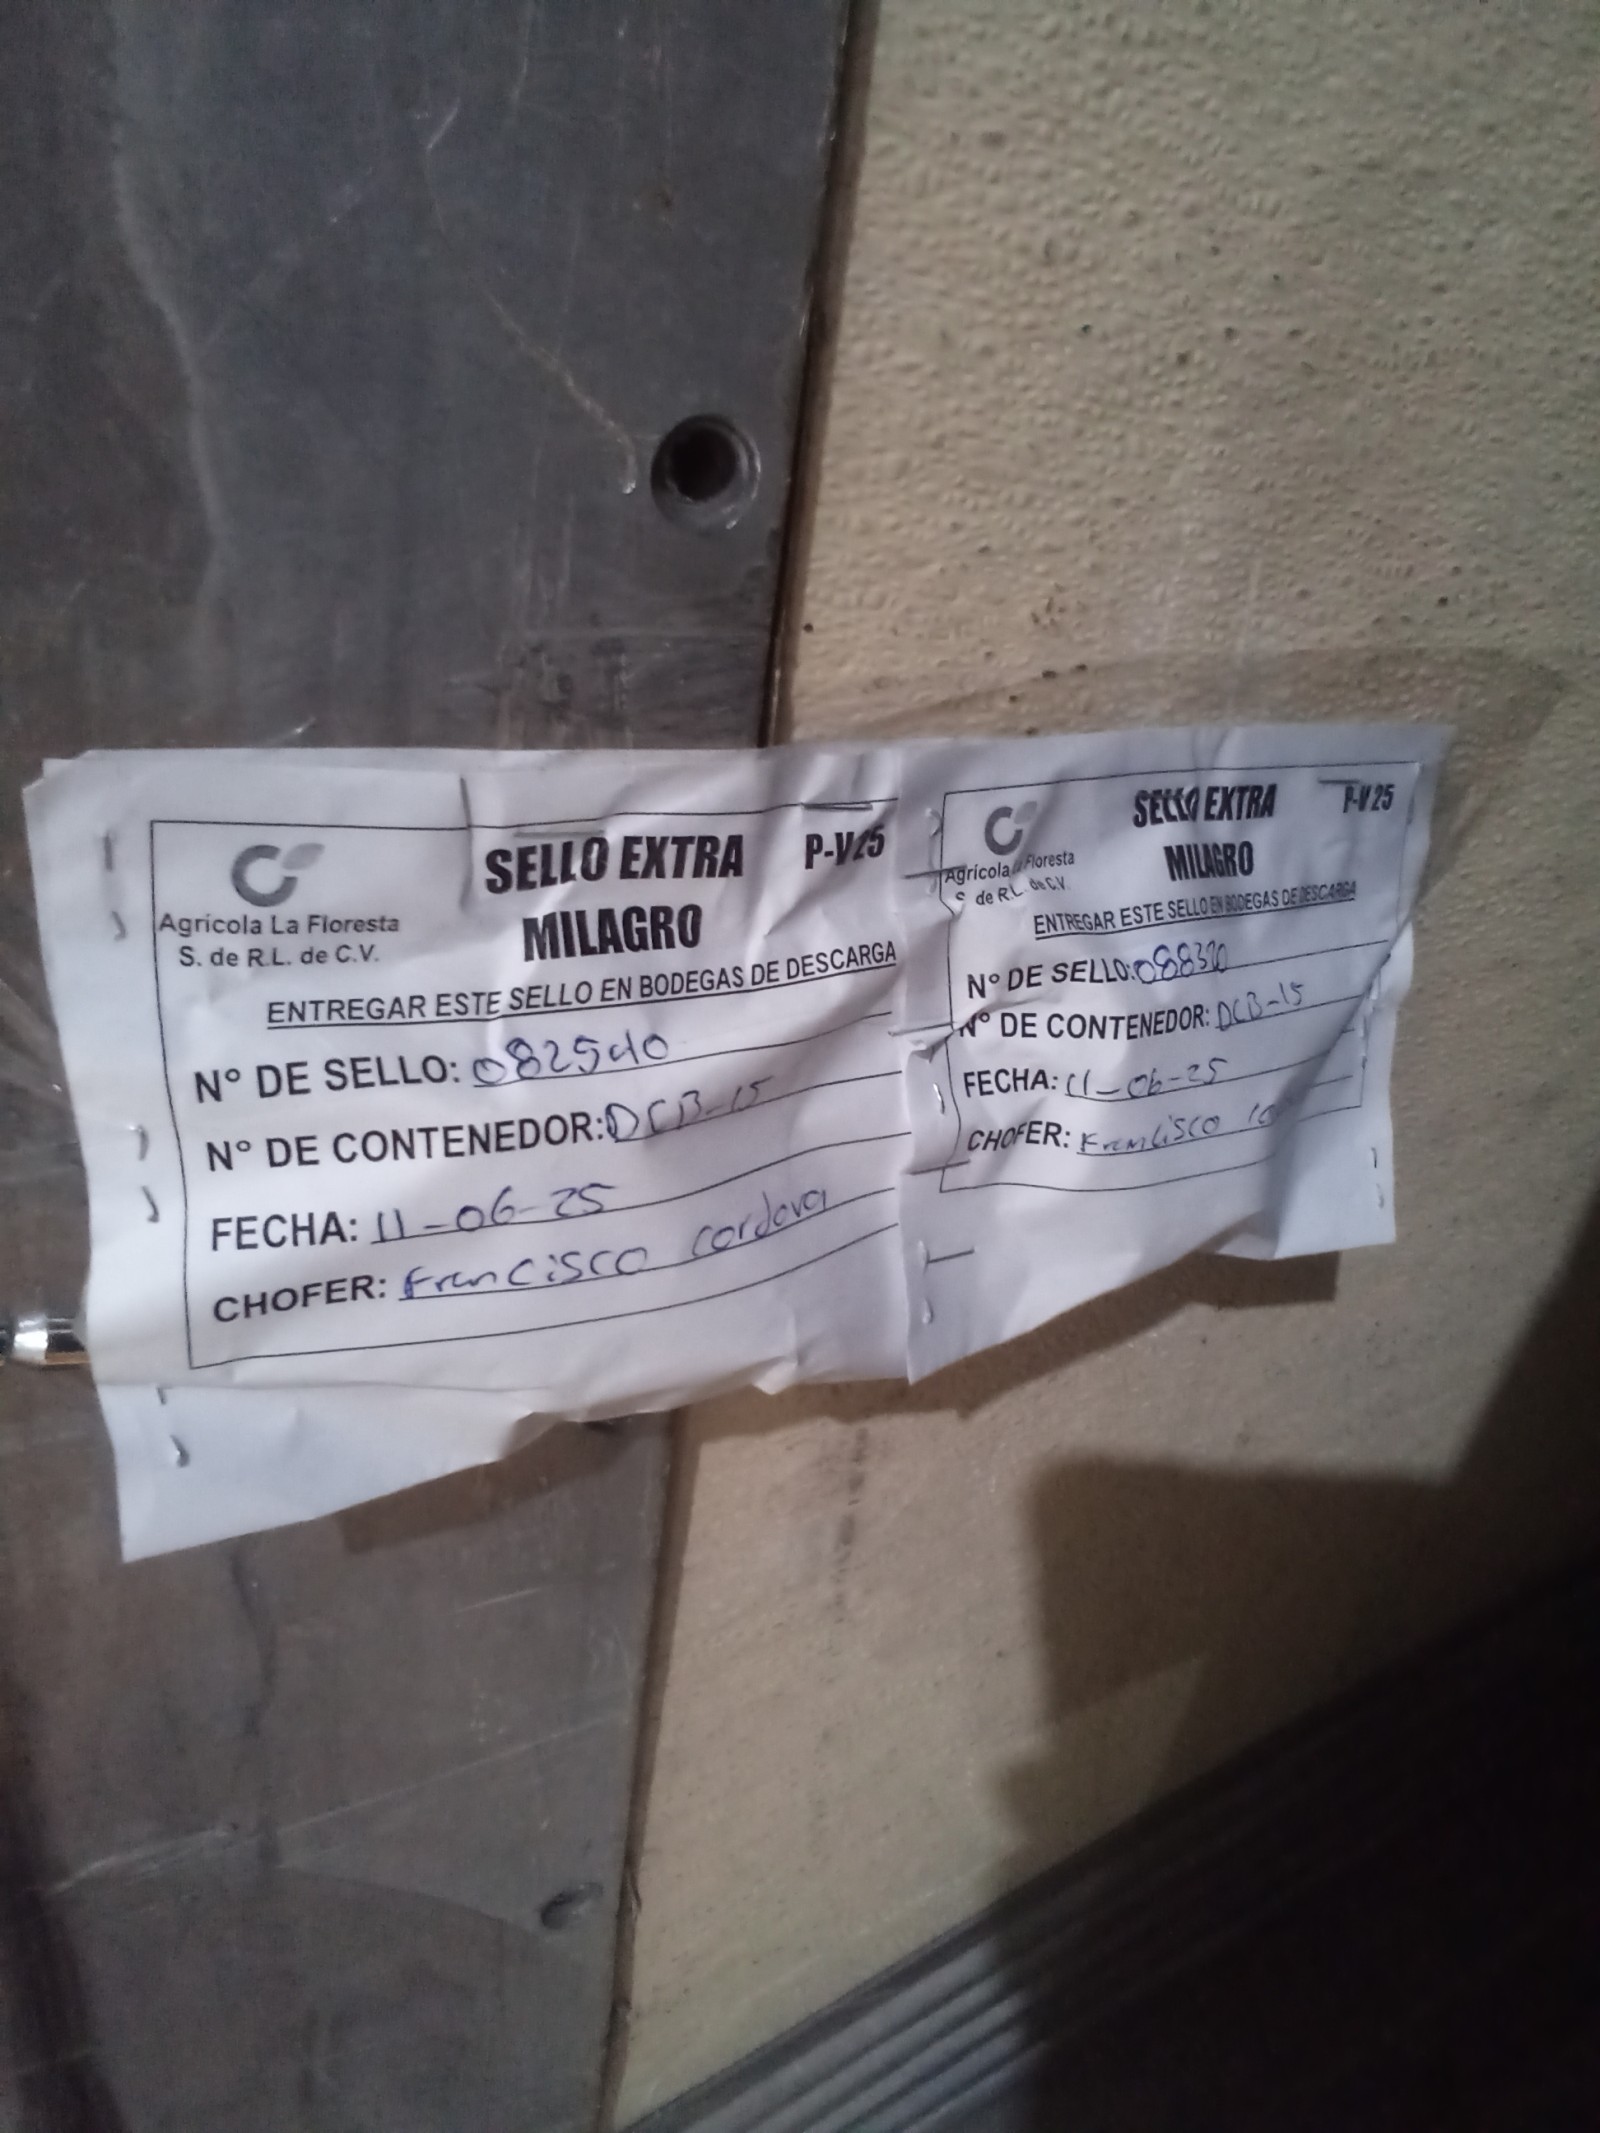 SELLO EXTRA P-V25
MILAGRO
Agrícola La Floresta
S. de R.L. de C.V.
ENTREGAR ESTE SELLO EN BODEGAS DE DESCARGA
N° DE SELLO: 082540
N° DE CONTENEDOR: DCB-15
FECHA: 11-06-25
CHOFER: Francisco cordova
SELLO EXTRA P-V25
MILAGRO
Agrícola La Floresta
S de R.L. de C.V.
ENTREGAR ESTE SELLO EN BODEGAS DE DESCARGA
N° DE SELLO:
N° DE CONTENEDOR: DCB-15
FECHA: 11-06-25
CHOFER: Francisco